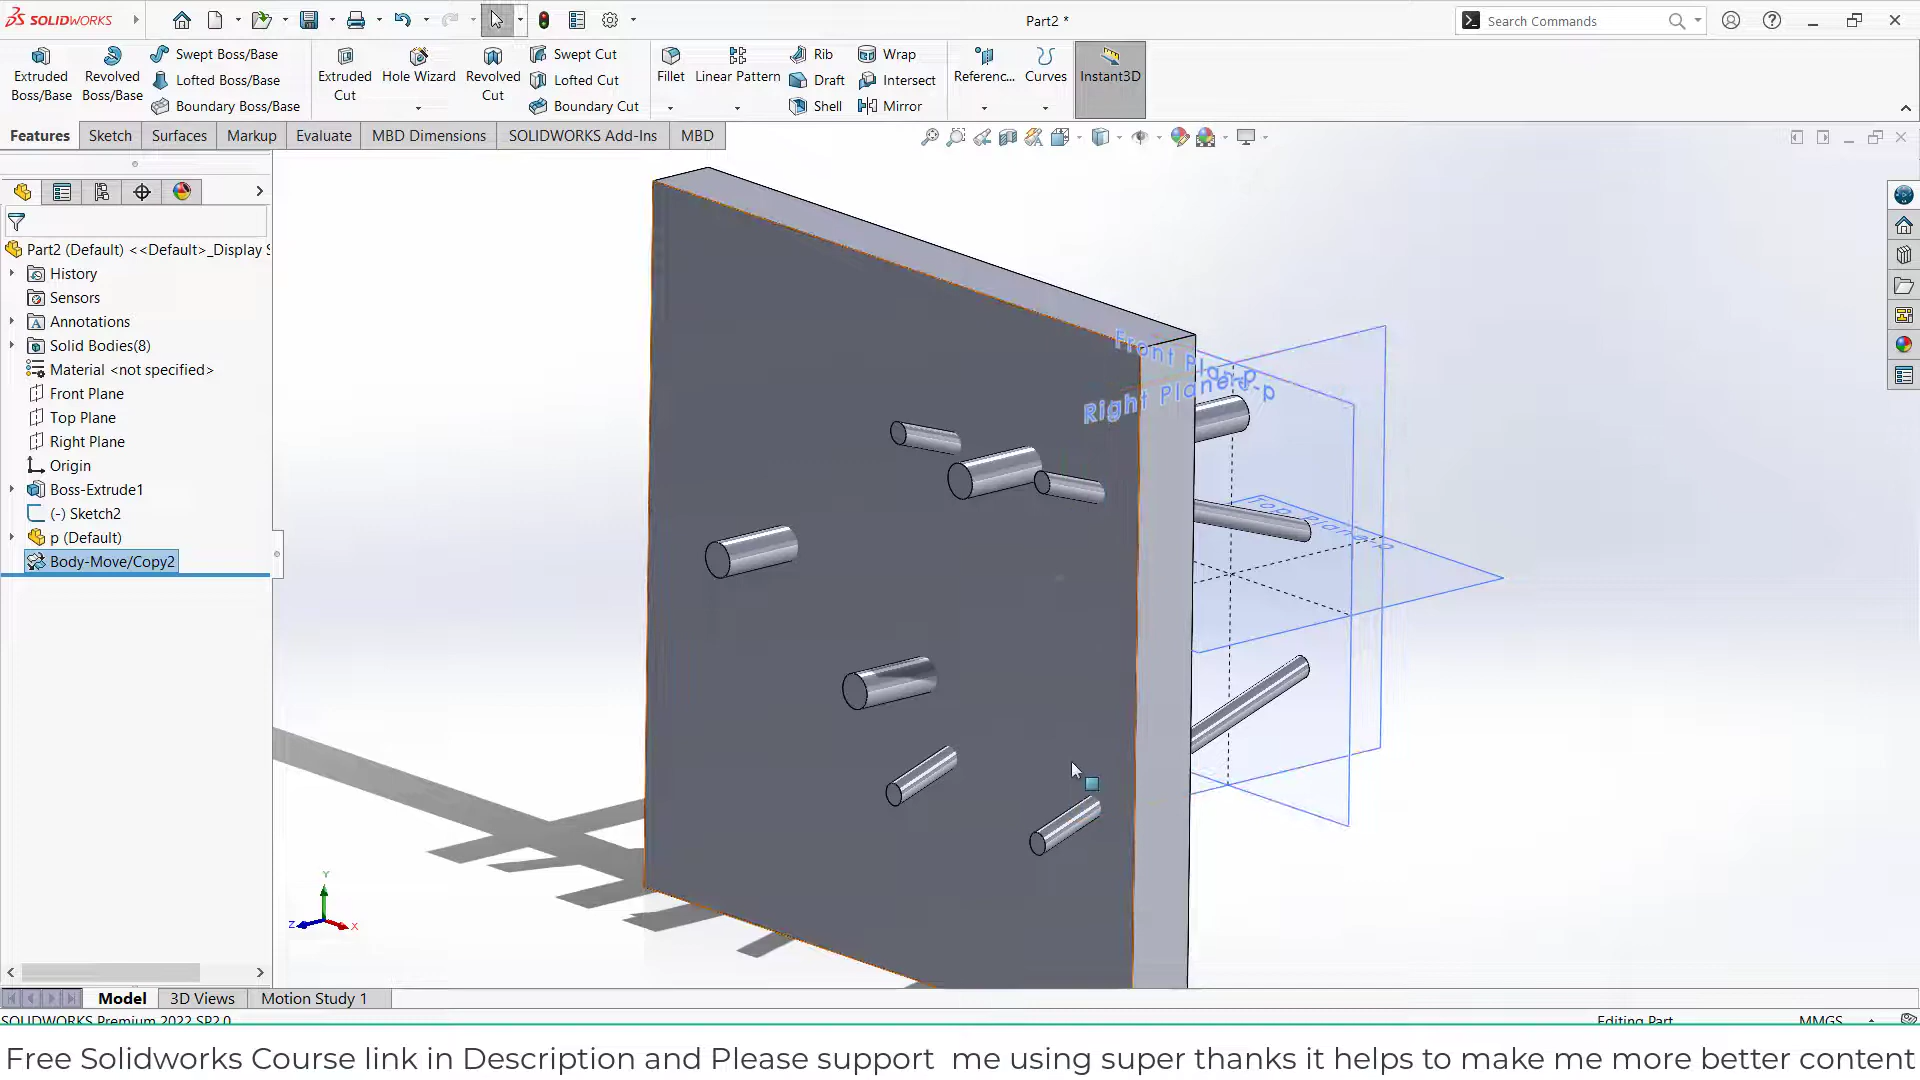 SOLIDWORKS
Part2 *
Search Commands
Extruded Boss/Base
Revolved Boss/Base
Swept Boss/Base
Lofted Boss/Base
Boundary Boss/Base
Extruded Cut
Hole Wizard
Revolved Cut
Swept Cut
Lofted Cut
Boundary Cut
Fillet
Linear Pattern
Rib
Draft
Shell
Wrap
Intersect
Mirror
Referenc...
Curves
Instant3D
Features
Sketch
Surfaces
Markup
Evaluate
MBD Dimensions
SOLIDWORKS Add-Ins
MBD
Part2 (Default) <<Default>_Display S
History
Sensors
Annotations
Solid Bodies(8)
Material <not specified>
Front Plane
Top Plane
Right Plane
Origin
Boss-Extrude1
(-) Sketch2
p (Default)
Body-Move/Copy2
Right Plane
Top Plane-p
Y
Z
X
Model
3D Views
Motion Study 1
SOLIDWORKS Premium 2022 SP2.0
Editing Part
MMGS
Free Solidworks Course link in Description and Please support me using super thanks it helps to make me more better content